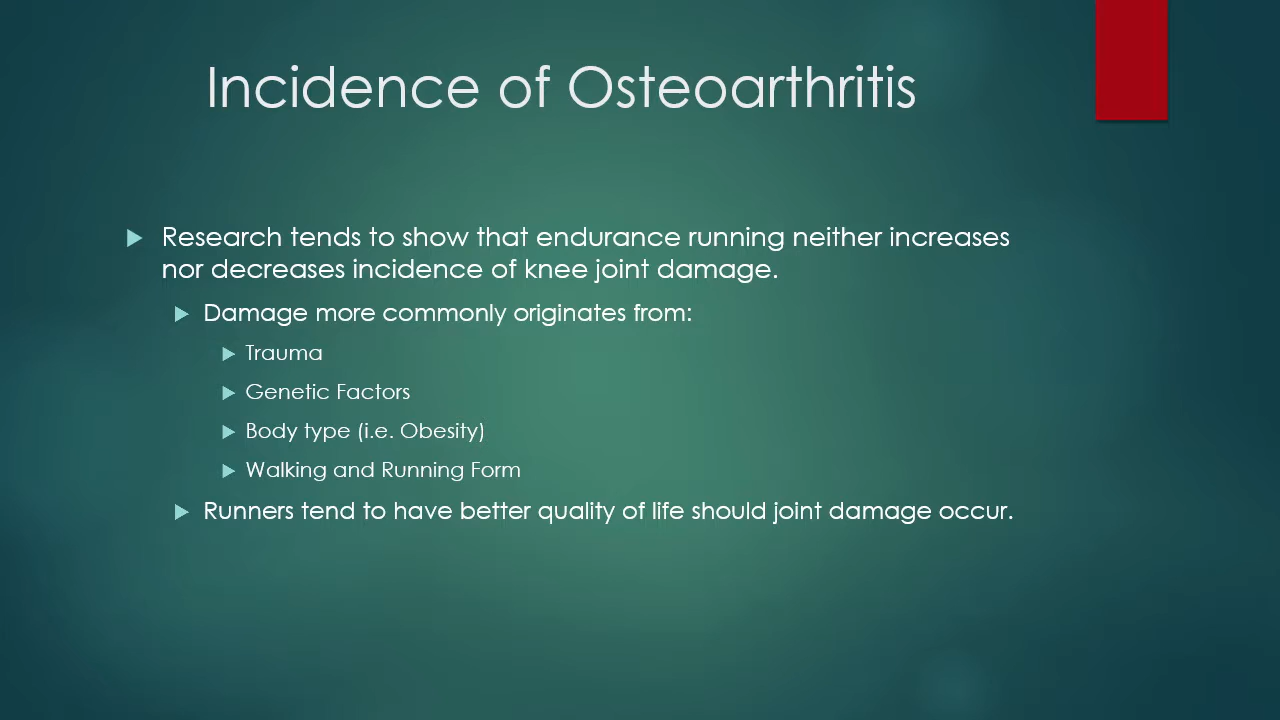 Incidence of Osteoarthritis
Research tends to show that endurance running neither increases
nor decreases incidence of knee joint damage.
Damage more commonly originates from:
Trauma
Genetic Factors
Body type (i.e. Obesity)
Walking and Running Form
Runners tend to have better quality of life should joint damage occur.